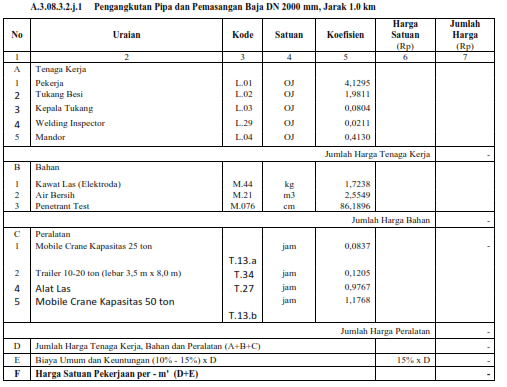 A.3.08.3.2.j.1 Pengangkutan Pipa dan Pemasangan Baja DN 2000 mm, Jarak 1.0 km
No Uraian Kode Satuan Koefisien Harga Satuan (Rp) Jumlah Harga (Rp)
1 2 3 4 5 6 7
A Tenaga Kerja
1 Pekerja L.01 OJ 4,1295
2 Tukang Besi L.02 OJ 1,9811
3 Kepala Tukang L.03 OJ 0,0804
4 Welding Inspector L.29 OJ 0,0211
5 Mandor L.04 OJ 0,4130
Jumlah Harga Tenaga Kerja -
B Bahan
1 Kawat Las (Elektroda) M.44 kg 1,7238
2 Air Bersih M.21 m3 2,5549
3 Penetrant Test M.076 cm 86,1896
Jumlah Harga Bahan -
C Peralatan
1 Mobile Crane Kapasitas 25 ton T.13.a jam 0,0837 -
2 Trailer 10-20 ton (lebar 3,5 m x 8,0 m) T.34 jam 0,1205
4 Alat Las T.27 jam 0,9767
5 Mobile Crane Kapasitas 50 ton T.13.b jam 1,1768
Jumlah Harga Peralatan -
D Jumlah Harga Tenaga Kerja, Bahan dan Peralatan (A+B+C) -
E Biaya Umum dan Keuntungan (10% - 15%) x D 15% x D -
F Harga Satuan Pekerjaan per - m' (D+E) -